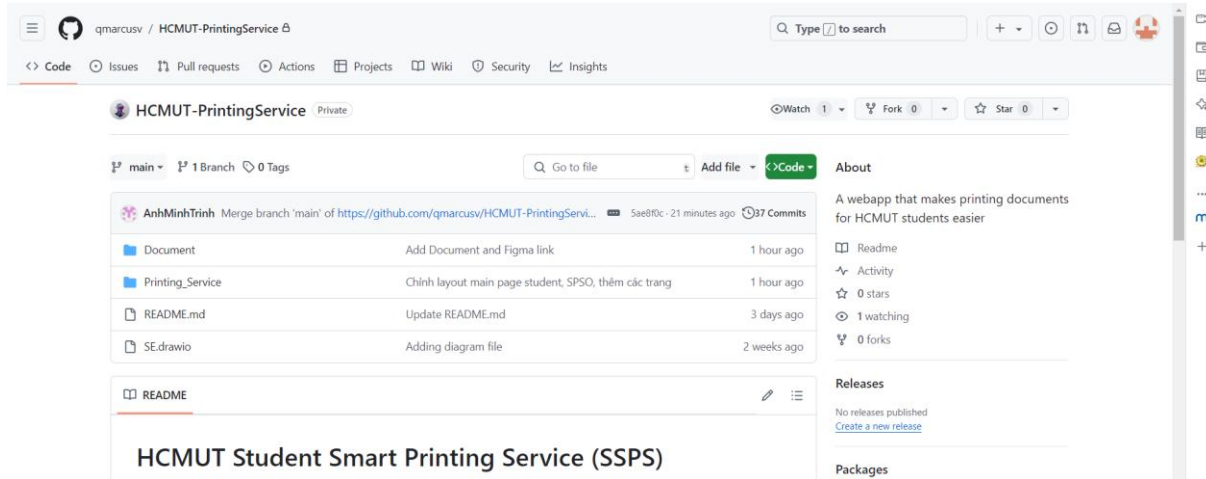 qmarcusv / HCMUT-PrintingService
Type / to search
Code Issues Pull requests Actions Projects Wiki Security Insights
HCMUT-PrintingService Private
Watch 1 Fork 0 Star 0
main 1 Branch 0 Tags
Go to file t Add file <>Code
AnhMinhTrinh Merge branch 'main' of https://github.com/qmarcusv/HCMUT-PrintingServi... 5ae8f0c · 21 minutes ago 37 Commits
Document Add Document and Figma link 1 hour ago
Printing_Service Chỉnh layout main page student, SPSO, thêm các trang 1 hour ago
README.md Update README.md 3 days ago
SE.drawio Adding diagram file 2 weeks ago
README
HCMUT Student Smart Printing Service (SSPS)
About
A webapp that makes printing documents
for HCMUT students easier
Readme
Activity
0 stars
1 watching
0 forks
Releases
No releases published
Create a new release
Packages